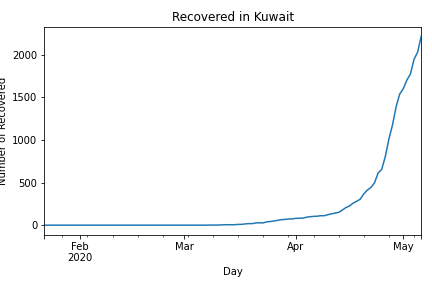 Recovered in Kuwait
Number of Recovered
2000
1500
1000
500
0
Feb
2020
Mar
Apr
May
Day